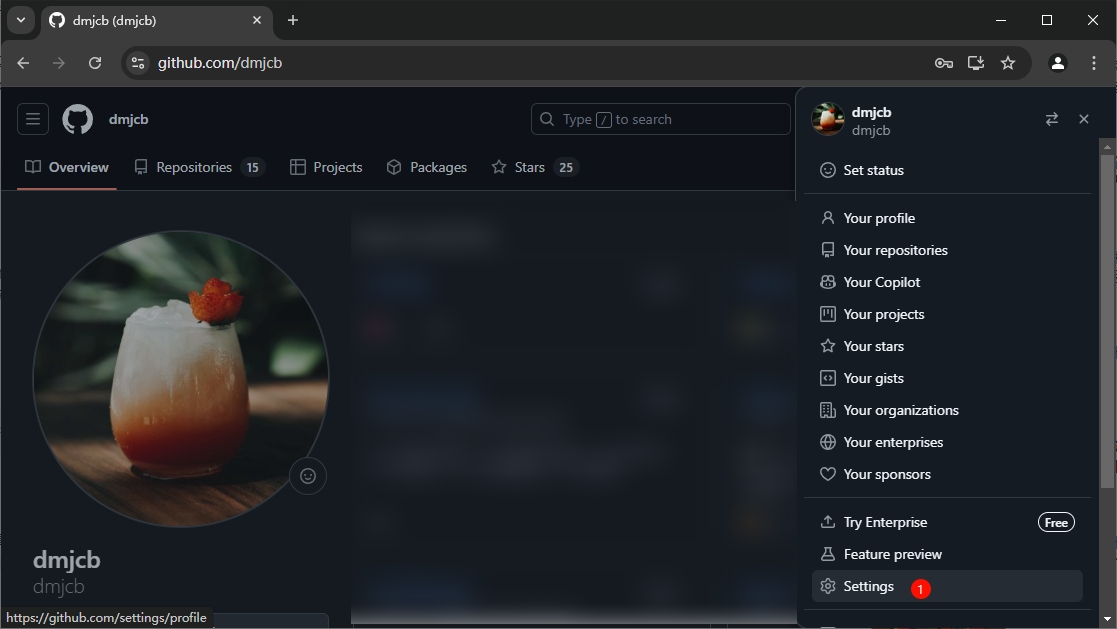 dmjcb (dmjcb)
github.com/dmjcb
dmjcb
Type / to search
Overview
Repositories 15
Projects
Packages
Stars 25
dmjcb
dmjcb
https://github.com/settings/profile
dmjcb
dmjcb
Set status
Your profile
Your repositories
Your Copilot
Your projects
Your stars
Your gists
Your organizations
Your enterprises
Your sponsors
Try Enterprise Free
Feature preview
Settings 1